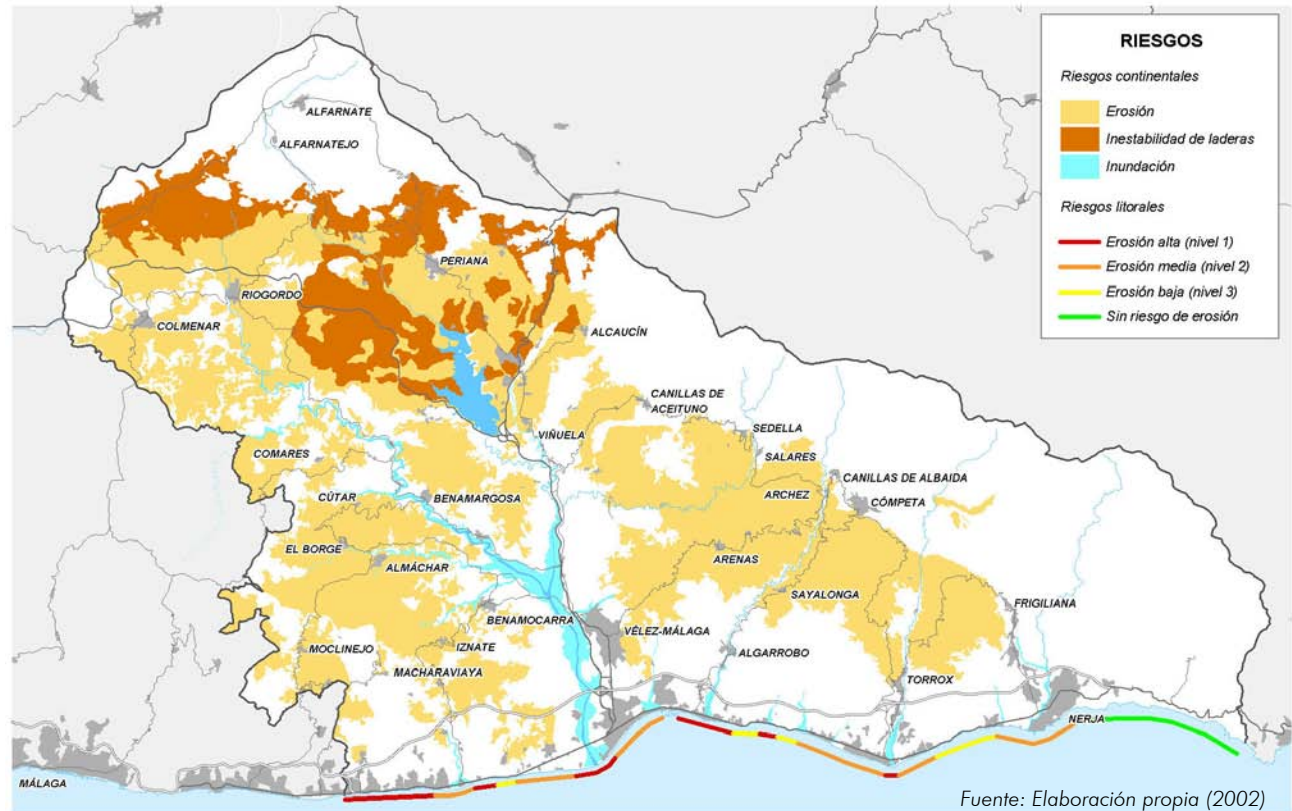 RIESGOS
Riesgos continentales
Erosión
Inestabilidad de laderas
Inundación
Riesgos litorales
Erosión alta (nivel 1)
Erosión media (nivel 2)
Erosión baja (nivel 3)
Sin riesgo de erosión
ALFARNATE
ALFARNATEJO
PERIANA
RIOGORDO
COLMENAR
ALCAUCÍN
CANILLAS DE
ACEITUNO
SEDELLA
VIÑUELA
SALARES
COMARES
CANILLAS DE ALBAIDA
CÚTAR
BENAMARGOSA
ARCHEZ
CÓMPETA
EL BORGE
ALMÁCHAR
ARENAS
SAYALONGA
FRIGILIANA
BENAMOCARRA
VÉLEZ-MÁLAGA
MOCLINEJO
IZNATE
ALGARROBO
MACHARAVIAYA
TORROX
NERJA
MÁLAGA
Fuente: Elaboración propia (2002)